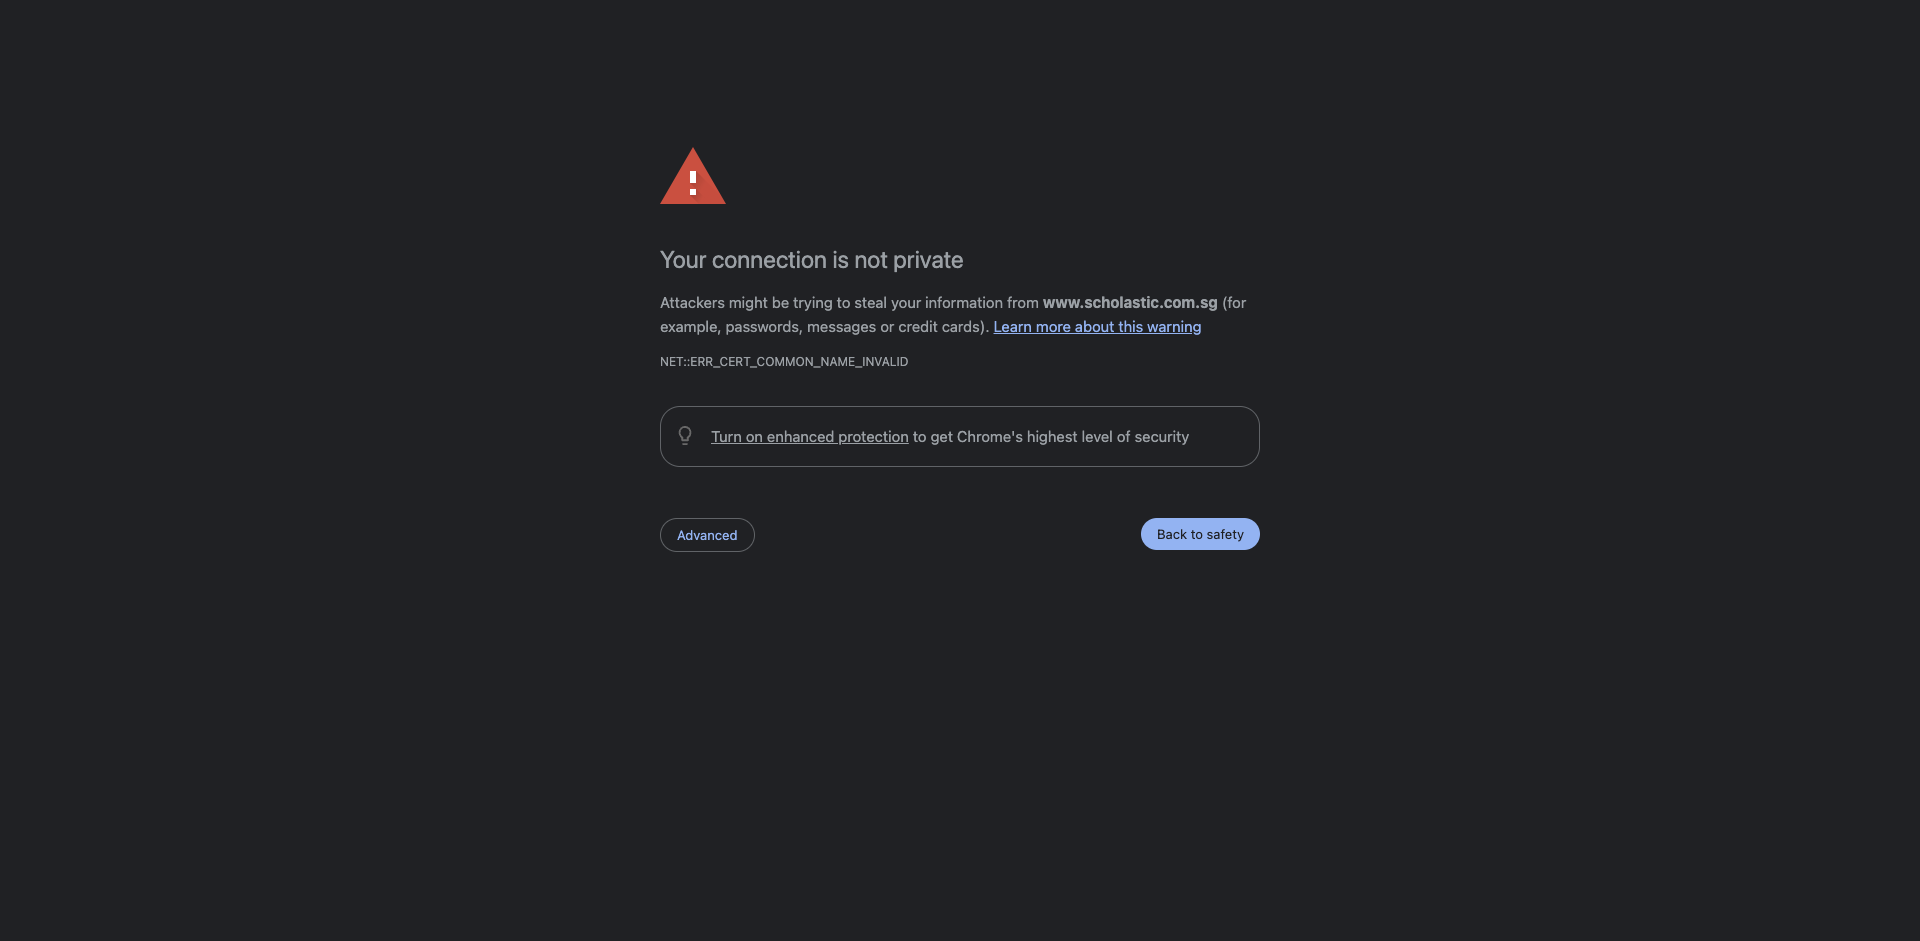 Your connection is not private
Attackers might be trying to steal your information from www.scholastic.com.sg (for
example, passwords, messages or credit cards). Learn more about this warning
NET::ERR_CERT_COMMON_NAME_INVALID
Turn on enhanced protection to get Chrome's highest level of security
Advanced
Back to safety